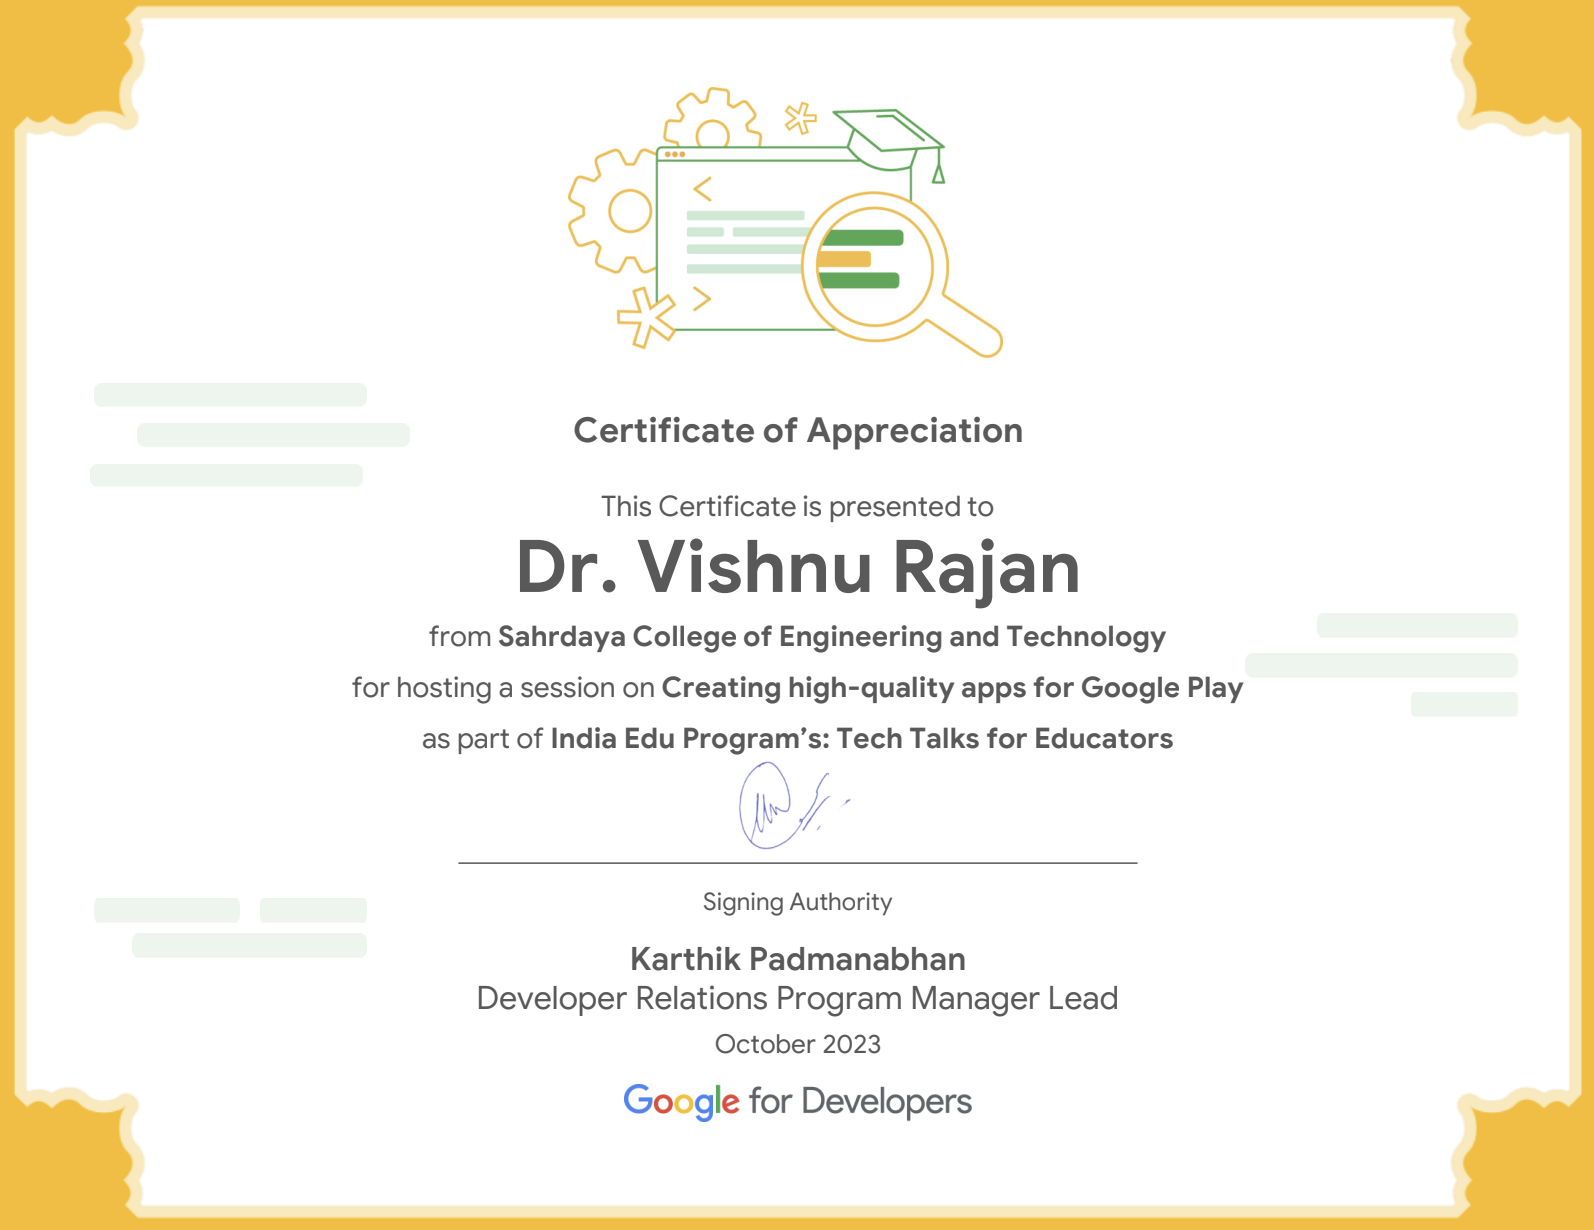 Certificate of Appreciation
This Certificate is presented to
Dr. Vishnu Rajan
from Sahrdaya College of Engineering and Technology
for hosting a session on Creating high-quality apps for Google Play
as part of India Edu Program’s: Tech Talks for Educators
Signing Authority
Karthik Padmanabhan
Developer Relations Program Manager Lead
October 2023
Google for Developers